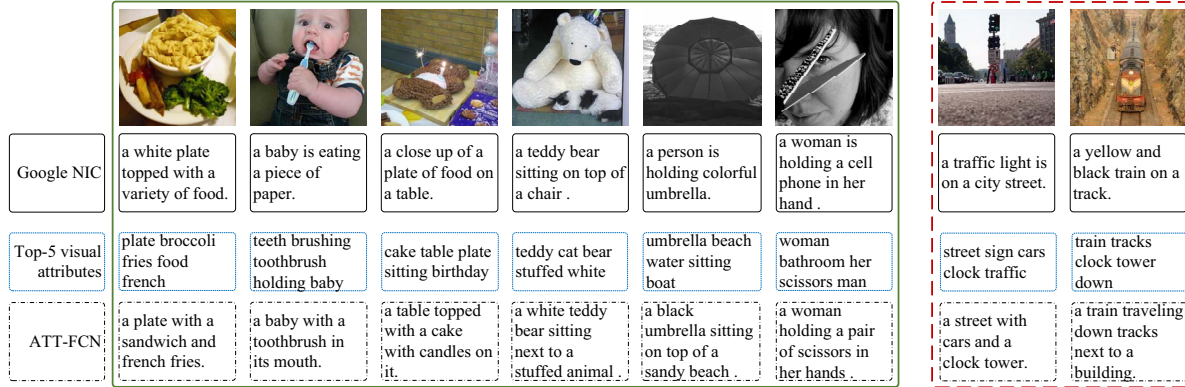 Google NIC
a white plate
topped with a
variety of food.
a baby is eating
a piece of
paper.
a close up of a
plate of food on
a table.
a teddy bear
sitting on top of
a chair .
a person is
holding colorful
umbrella.
a woman is
holding a cell
phone in her
hand .
a traffic light is
on a city street.
a yellow and
black train on a
track.
Top-5 visual
attributes
plate broccoli
fries food
french
teeth brushing
toothbrush
holding baby
cake table plate
sitting birthday
teddy cat bear
stuffed white
umbrella beach
water sitting
boat
woman
bathroom her
scissors man
street sign cars
clock traffic
train tracks
clock tower
down
ATT-FCN
a plate with a
sandwich and
french fries.
a baby with a
toothbrush in
its mouth.
a table topped
with a cake
with candles on
it.
a white teddy
bear sitting
next to a
stuffed animal .
a black
umbrella sitting
on top of a
sandy beach .
a woman
holding a pair
of scissors in
her hands .
a street with
cars and a
clock tower.
a train traveling
down tracks
next to a
building.